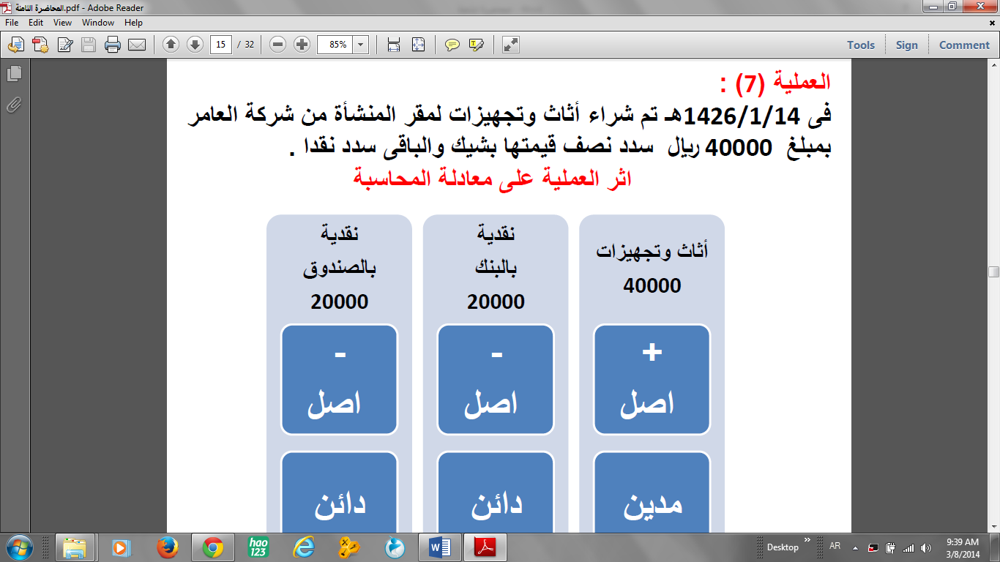 المحاضرة الثامنة.pdf - Adobe Reader
File Edit View Window Help
15 / 32 85% Tools Sign Comment
العملية (7) :
فى 1426/1/14هـ تم شراء أثاث وتجهيزات لمقر المنشأة من شركة العامر
بمبلغ 40000 ريال سدد نصف قيمتها بشيك والباقى سدد نقدا .
اثر العملية على معادلة المحاسبة
أثاث وتجهيزات
40000
+
اصل
مدين
نقدية
بالبنك
20000
-
اصل
دائن
نقدية
بالصندوق
20000
-
اصل
دائن
hao
123
Desktop AR 9:39 AM
3/8/2014